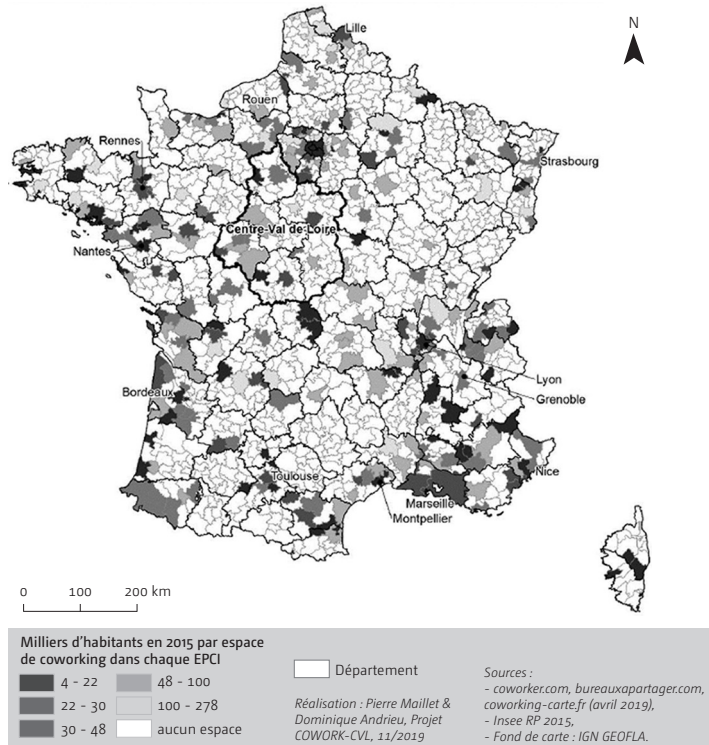 N
Lille
Rouen
Rennes
Strasbourg
Centre-Val de Loire
Nantes
Lyon
Grenoble
Bordeaux
Toulouse
Nice
Marseille
Montpellier
0 100 200 km
Milliers d'habitants en 2015 par espace
de coworking dans chaque EPCI
4 - 22
22 - 30
30 - 48
48 - 100
100 - 278
aucun espace
Département
Réalisation : Pierre Maillet &
Dominique Andrieu, Projet
COWORK-CVL, 11/2019
Sources :
- coworker.com, bureauxapartager.com,
coworking-carte.fr (avril 2019),
- Insee RP 2015,
- Fond de carte : IGN GEOFLA.